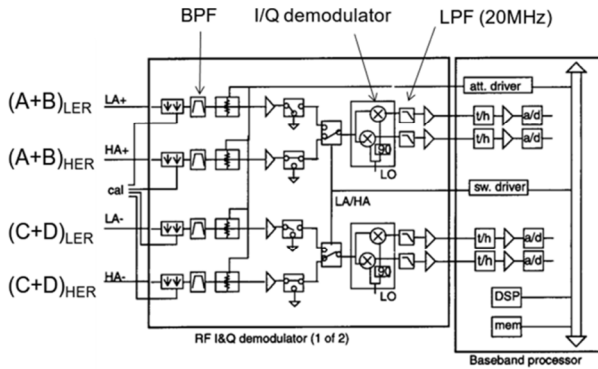 BPF
I/Q demodulator
LPF (20MHz)
(A+B)LER
LA+
att. driver
t/h
a/d
(A+B)HER
HA+
90
t/h
a/d
cal
LO
LA/HA
sw. driver
(C+D)LER
LA-
t/h
a/d
t/h
a/d
(C+D)HER
HA-
90
LO
DSP
mem
RF I&Q demodulator (1 of 2)
Baseband processor